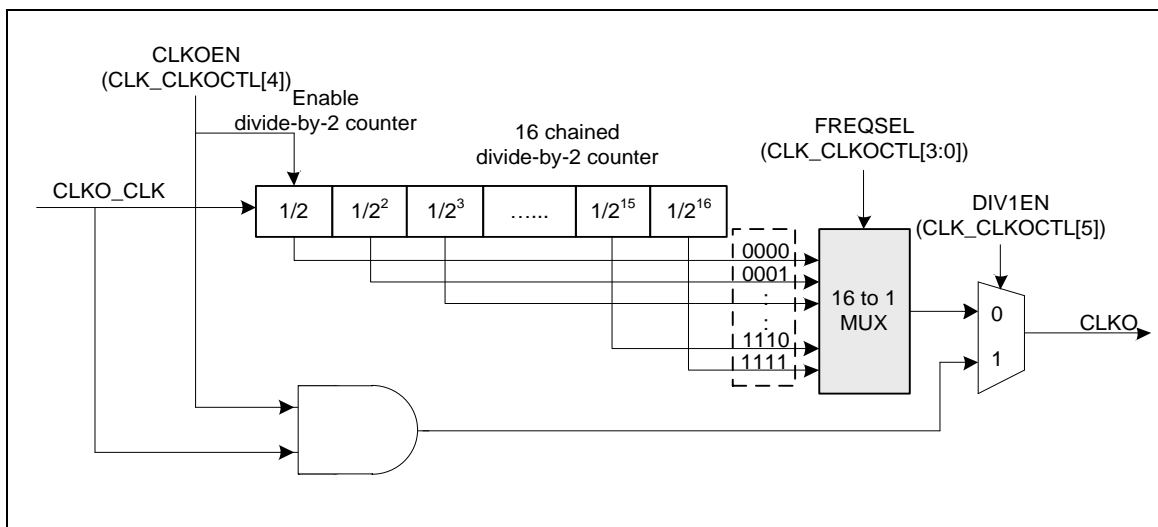 CLKOEN
(CLK_CLKOCTL[4])
Enable
divide-by-2 counter
16 chained
divide-by-2 counter
FREQSEL
(CLK_CLKOCTL[3:0])
DIV1EN
(CLK_CLKOCTL[5])
CLKO_CLK
1/2 1/2² 1/2³ …... 1/2¹⁵ 1/2¹⁶
0000
0001
:
:
1110
1111
16 to 1
MUX
0
1
CLKO